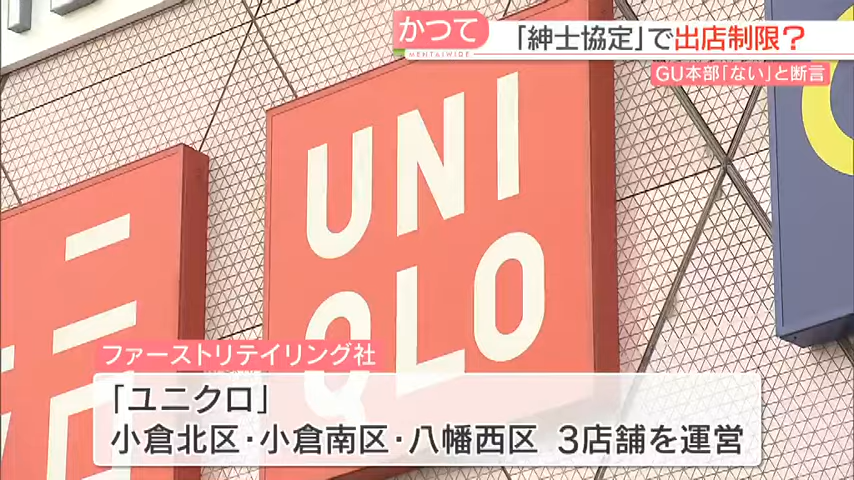 かつて
MENTAIWIDE
「紳士協定」で出店制限？
GU本部「ない」と断言
UNI
QLO
ファーストリテイリング社
「ユニクロ」
小倉北区・小倉南区・八幡西区 3店舗を運営